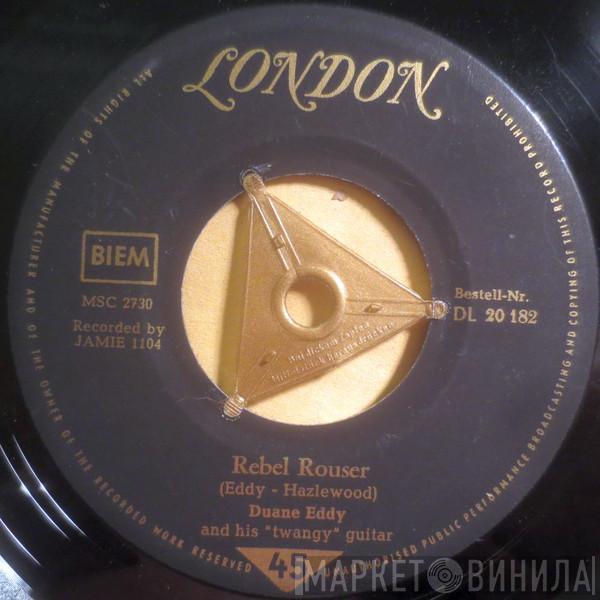 LONDON
ALL RIGHTS OF THE MANUFACTURER AND OF THE OWNER OF THE RECORDED WORK RESERVED
UNAUTHORISED PUBLIC PERFORMANCE BROADCASTING AND COPYING OF THIS RECORD PROHIBITED
BIEM
MSC 2730
Recorded by
JAMIE 1104
Bestell-Nr.
DL 20 182
Mittelstück herausdrücken
Rebel Rouser
(Eddy - Hazlewood)
Duane Eddy
and his "twangy" guitar
45
МАРКЕТ ВИНИЛА